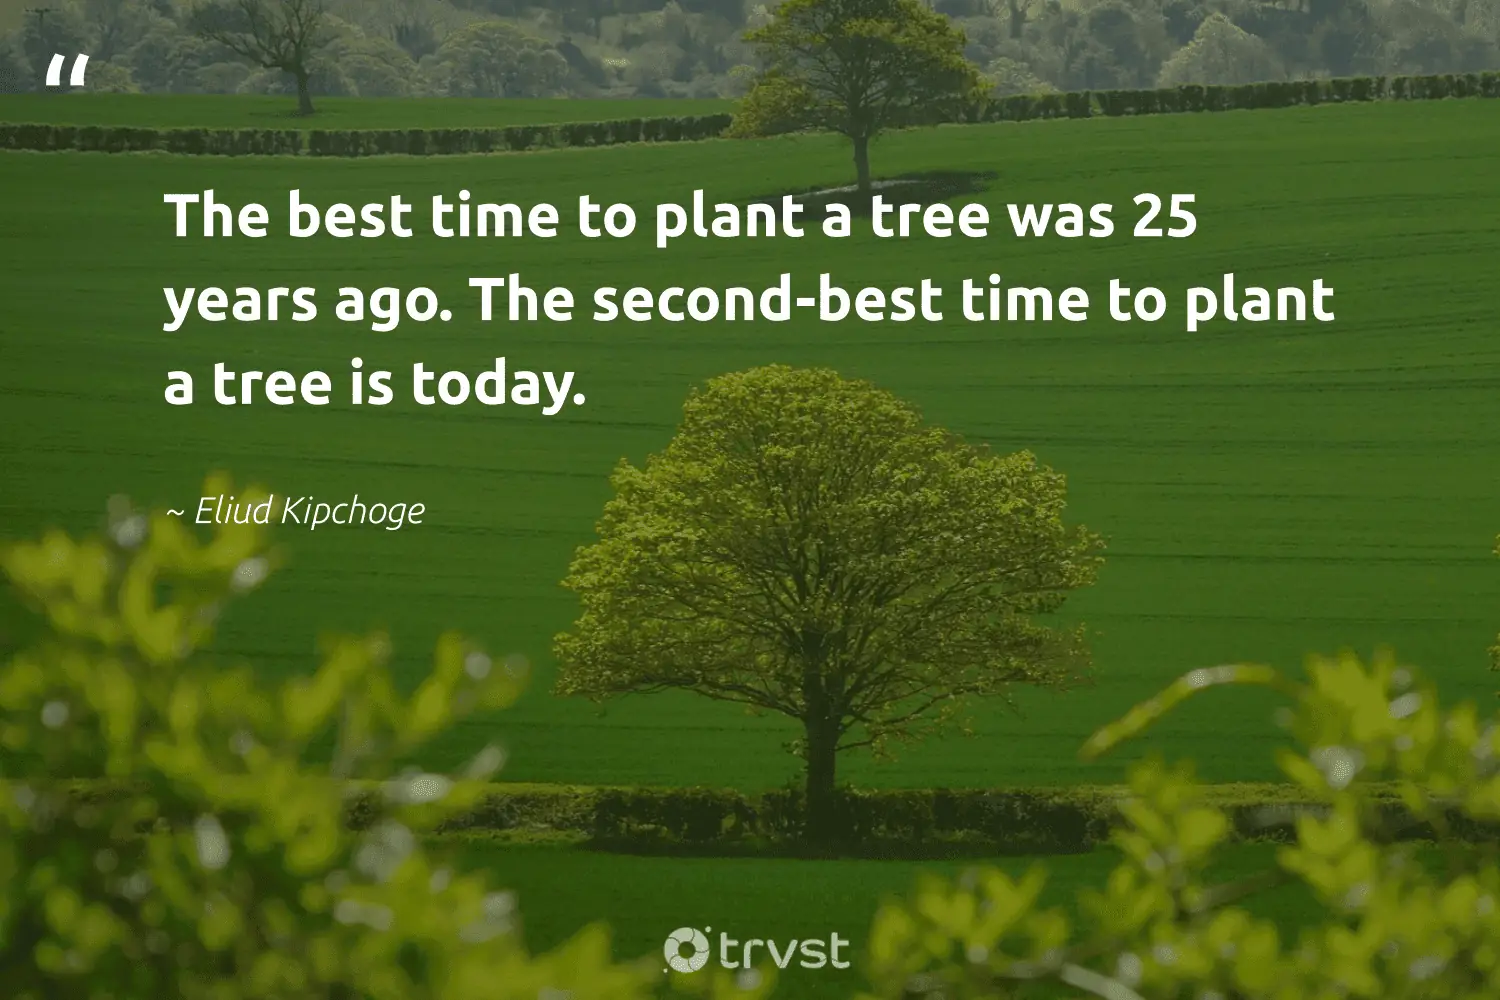 “
The best time to plant a tree was 25
years ago. The second-best time to plant
a tree is today.
~ Eliud Kipchoge
trvst